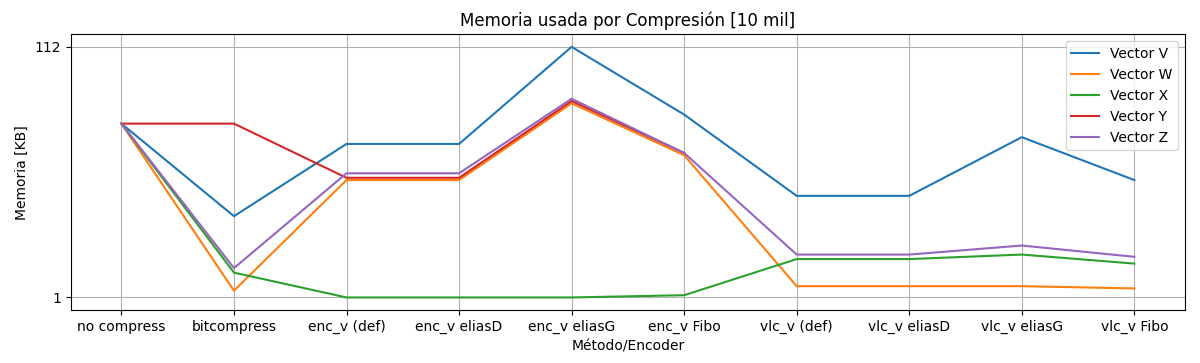 Memoria usada por Compresión [10 mil]
Memoria [KB]
112
1
Vector V
Vector W
Vector X
Vector Y
Vector Z
no compress
bitcompress
enc_v (def)
enc_v eliasD
enc_v eliasG
enc_v Fibo
vlc_v (def)
vlc_v eliasD
vlc_v eliasG
vlc_v Fibo
Método/Encoder